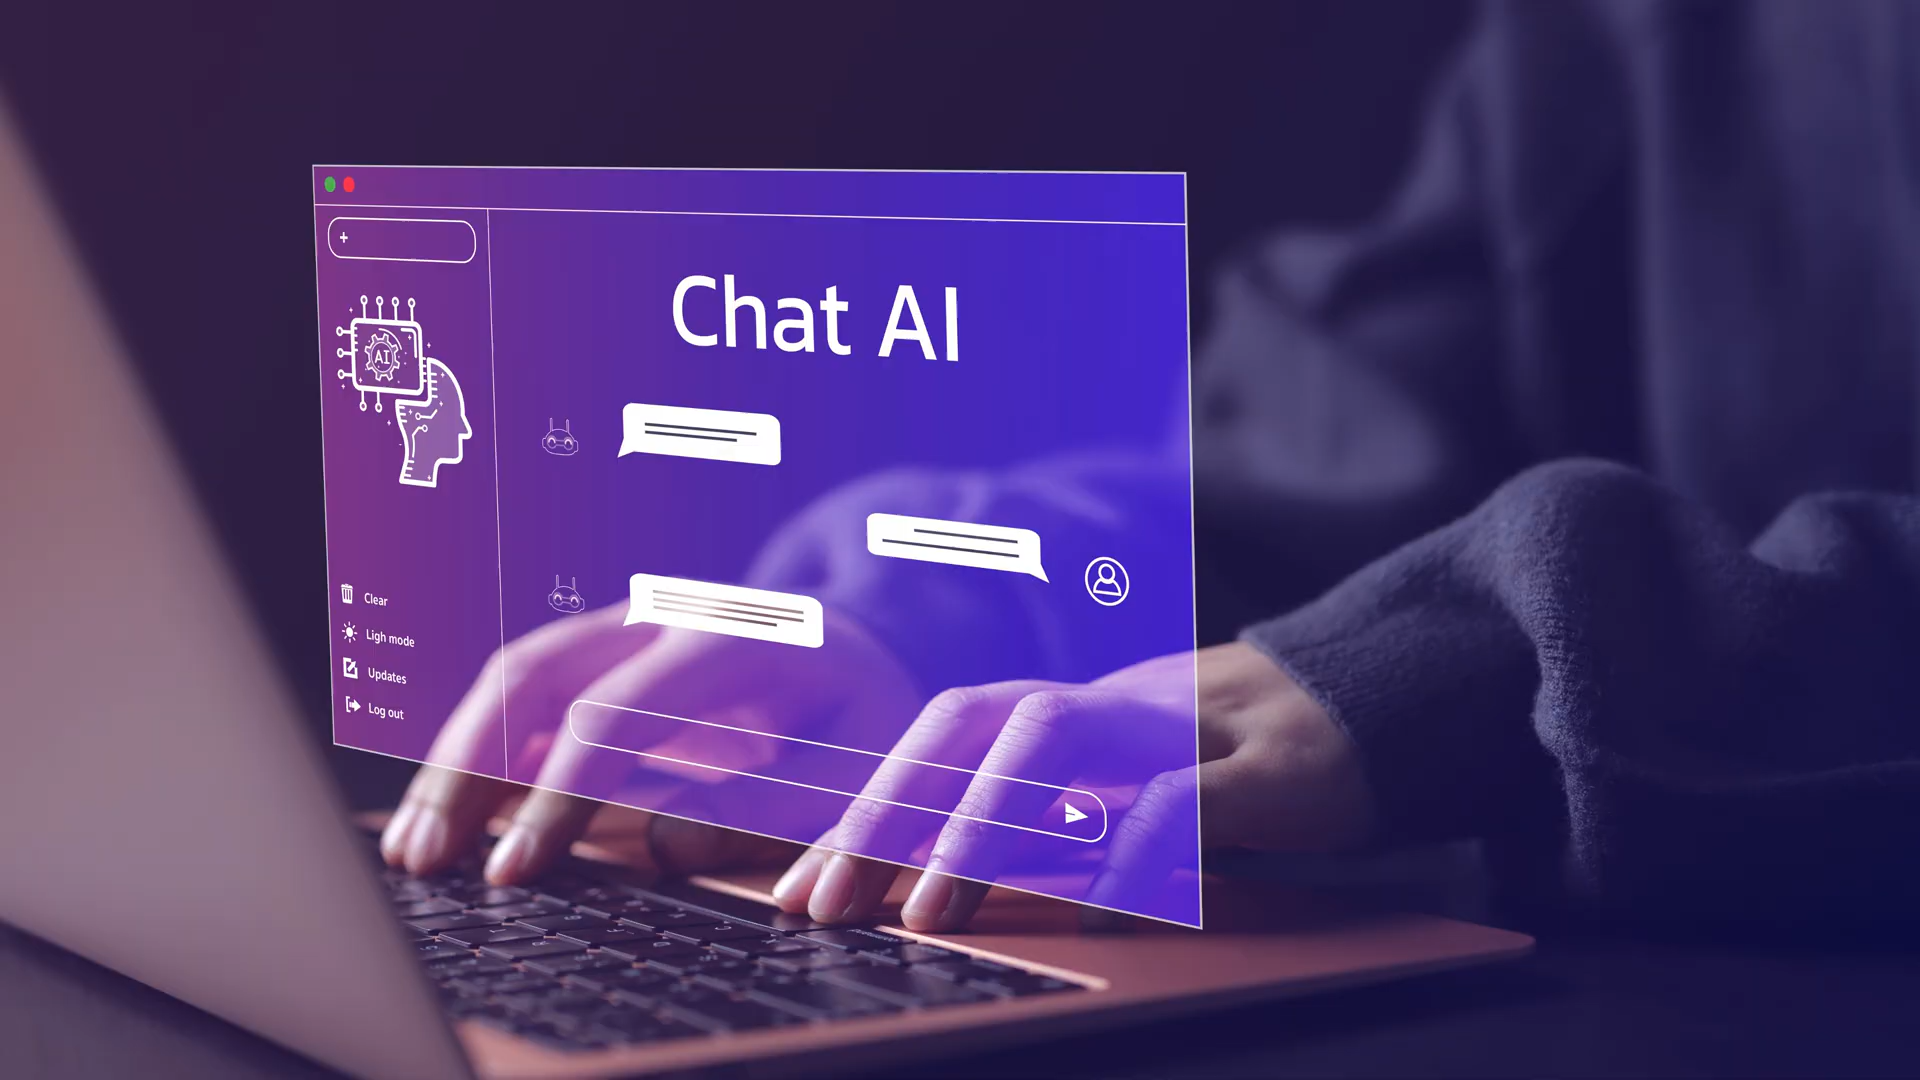 +
Chat AI
AI
Clear
Ligh mode
Updates
Log out